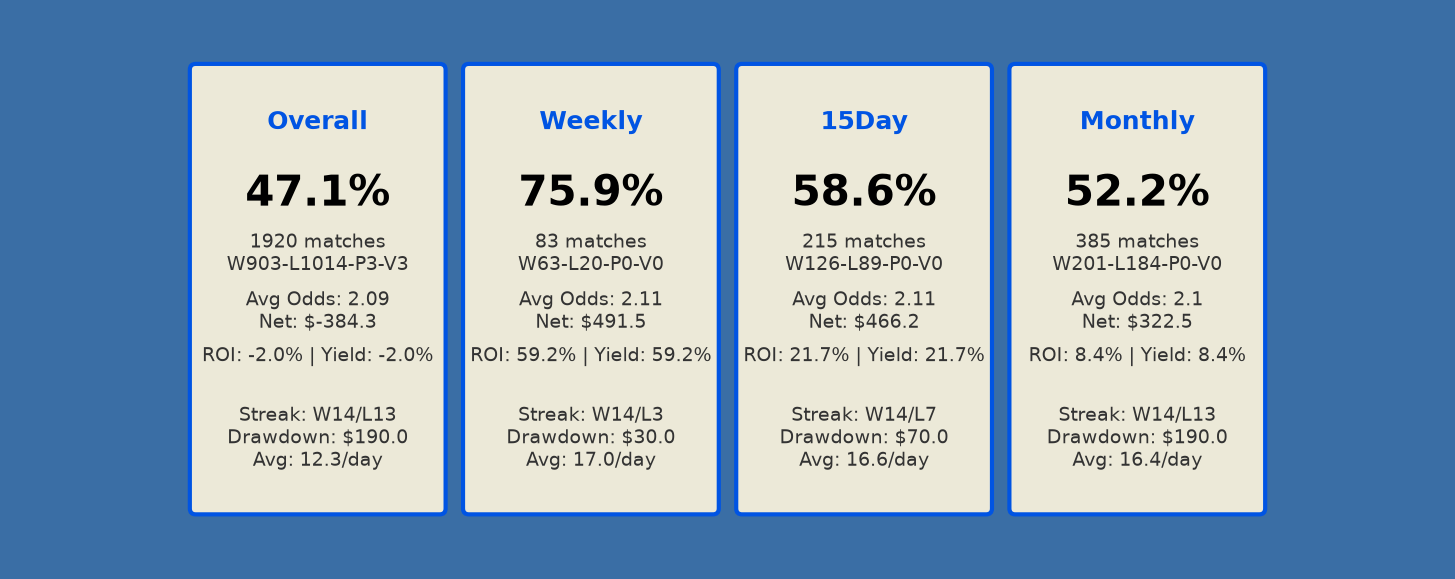 Overall
47.1%
1920 matches
W903-L1014-P3-V3
Avg Odds: 2.09
Net: $-384.3
ROI: -2.0% | Yield: -2.0%
Streak: W14/L13
Drawdown: $190.0
Avg: 12.3/day
Weekly
75.9%
83 matches
W63-L20-P0-V0
Avg Odds: 2.11
Net: $491.5
ROI: 59.2% | Yield: 59.2%
Streak: W14/L3
Drawdown: $30.0
Avg: 17.0/day
15Day
58.6%
215 matches
W126-L89-P0-V0
Avg Odds: 2.11
Net: $466.2
ROI: 21.7% | Yield: 21.7%
Streak: W14/L7
Drawdown: $70.0
Avg: 16.6/day
Monthly
52.2%
385 matches
W201-L184-P0-V0
Avg Odds: 2.1
Net: $322.5
ROI: 8.4% | Yield: 8.4%
Streak: W14/L13
Drawdown: $190.0
Avg: 16.4/day